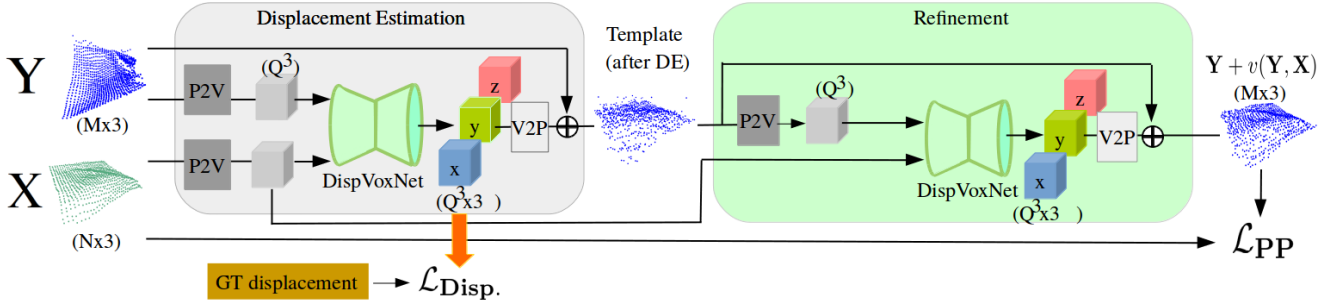 Displacement Estimation
Refinement
Y
(Mx3)
P2V
(Q³)
DispVoxNet
z
y
x
(Q³x3 )
V2P
⊕
Template
(after DE)
P2V
(Q³)
DispVoxNet
z
y
x
(Q³x3 )
V2P
⊕
Y + v(Y, X)
(Mx3)
X
(Nx3)
P2V
GT displacement
ℒDisp.
ℒPP